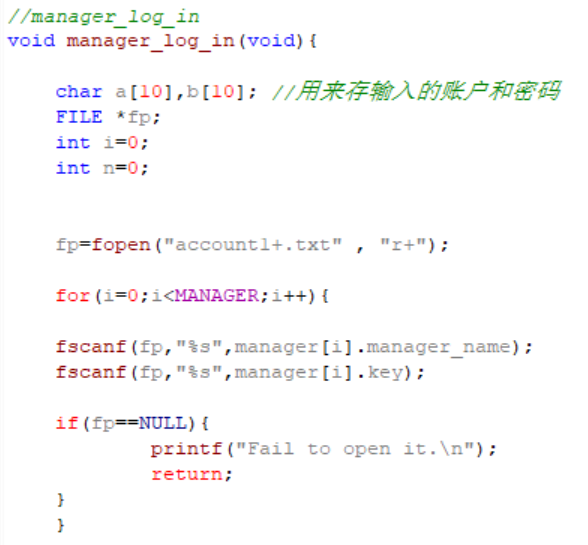 //manager_log_in
void manager_log_in(void){
char a[10],b[10]; //用来存输入的账户和密码
FILE *fp;
int i=0;
int n=0;
fp=fopen("account1+.txt" , "r+");
for(i=0;i<MANAGER;i++){
fscanf(fp,"%s",manager[i].manager_name);
fscanf(fp,"%s",manager[i].key);
if(fp==NULL){
printf("Fail to open it.\n");
return;
}
}